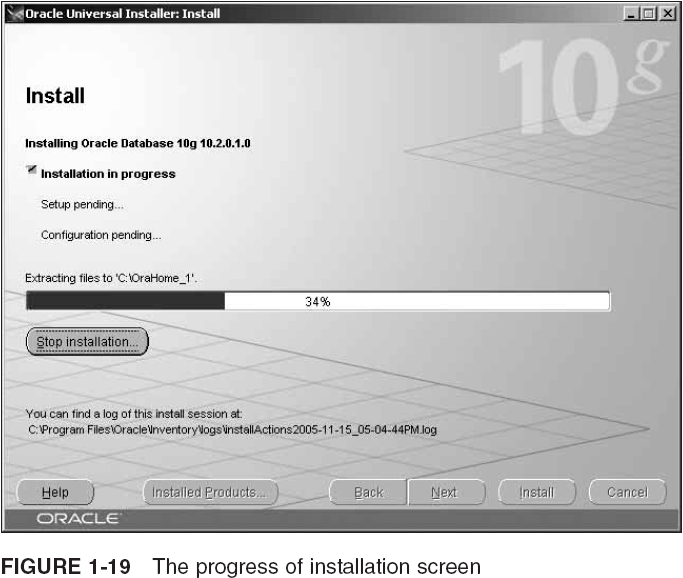 Oracle Universal Installer: Install
10g
Install
Installing Oracle Database 10g 10.2.0.1.0
Installation in progress
Setup pending...
Configuration pending...
Extracting files to 'C:\OraHome_1'.
34%
Stop installation...
You can find a log of this install session at:
C:\Program Files\Oracle\Inventory\logs\installActions2005-11-15_05-04-44PM.log
Help Installed Products... Back Next Install Cancel
ORACLE
FIGURE 1-19 The progress of installation screen